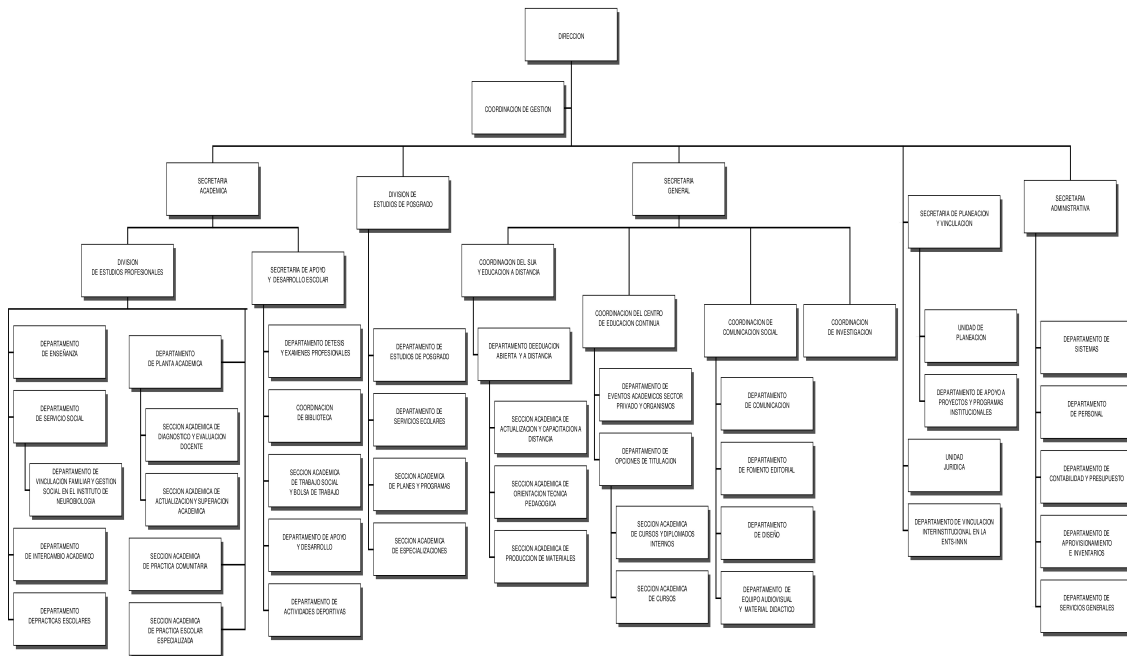 DIRECCION
COORDINACION DE GESTION
SECRETARIA
ACADEMICA
DIVISION DE
ESTUDIOS DE POSGRADO
SECRETARIA
GENERAL
SECRETARIA DE PLANEACION
Y VINCULACION
SECRETARIA
ADMINISTRATIVA
DIVISION
DE ESTUDIOS PROFESIONALES
SECRETARIA DE APOYO
Y DESARROLLO ESCOLAR
COORDINACION DEL SUA
Y EDUCACION A DISTANCIA
COORDINACION DEL CENTRO
DE EDUCACION CONTINUA
COORDINACION DE
COMUNICACION SOCIAL
COORDINACION
DE INVESTIGACION
DEPARTAMENTO
DE ENSEÑANZA
DEPARTAMENTO
DE SERVICIO SOCIAL
DEPARTAMENTO DE
VINCULACION FAMILIAR Y GESTION
SOCIAL EN EL INSTITUTO DE
NEUROBIOLOGIA
DEPARTAMENTO
DE INTERCAMBIO ACADEMICO
DEPARTAMENTO
DEPRACTICAS ESCOLARES
DEPARTAMENTO
DE PLANTA ACADEMICA
SECCION ACADEMICA DE
DIAGNOSTICO Y EVALUACION
DOCENTE
SECCION ACADEMICA DE
ACTUALIZACION Y SUPERACION
ACADEMICA
SECCION ACADEMICA
DE PRACTICA COMUNITARIA
SECCION ACADEMICA
DE PRACTICA ESCOLAR
ESPECIALIZADA
DEPARTAMENTO DETESIS
Y EXAMENES PROFESIONALES
COORDINACION
DE BIBLIOTECA
SECCION ACADEMICA
DE TRABAJO SOCIAL
Y BOLSA DE TRABAJO
DEPARTAMENTO DE APOYO
Y DESARROLLO
DEPARTAMENTO DE
ACTIVIDADES DEPORTIVAS
DEPARTAMENTO DE
ESTUDIOS DE POSGRADO
DEPARTAMENTO DE
SERVICIOS ECOLARES
SECCION ACADEMICA
DE PLANES Y PROGRAMAS
SECCION ACADEMICA
DE ESPECIALIZACIONES
DEPARTAMENTO DEEDUACION
ABIERTA Y A DISTANCIA
SECCION ACADEMICA DE
ACTUALIZACION Y CAPACITACION A
DISTANCIA
SECCION ACADEMICA DE
ORIENTACION TECNICA
PEDAGOGICA
SECCION ACADEMICA DE
PRODUCCION DE MATERIALES
DEPARTAMENTO DE
EVENTOS ACADEMICOS SECTOR
PRIVADO Y ORGANISMOS
DEPARTAMENTO DE
OPCIONES DE TITULACION
SECCION ACADEMICA
DE CURSOS Y DIPLOMADOS
INTERNOS
SECCION ACADEMICA
DE CURSOS
DEPARTAMENTO
DE COMUNICACION
DEPARTAMENTO
DE FOMENTO EDITORIAL
DEPARTAMENTO
DE DISEÑO
DEPARTAMENTO DE
EQUIPO AUDIOVISUAL
Y MATERIAL DIDACTICO
UNIDAD DE
PLANEACION
DEPARTAMENTO DE APOYO A
PROYECTOS Y PROGRAMAS
INSTITUCIONALES
UNIDAD
JURIDICA
DEPARTAMENTO DE VINCULACION
INTERINSTITUCIONAL EN LA
ENTS-INNN
DEPARTAMENTO DE
SISTEMAS
DEPARTAMENTO
DE PERSONAL
DEPARTAMENTO DE
CONTABILIDAD Y PRESUPUESTO
DEPARTAMENTO DE
APROVISIONAMIENTO
E INVENTARIOS
DEPARTAMENTO DE
SERVICIOS GENERALES